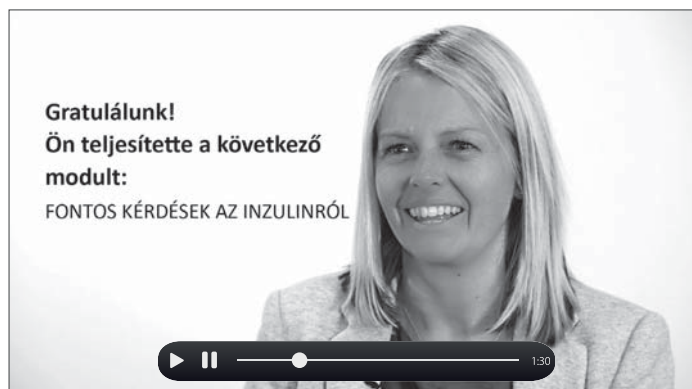 Gratulálunk!
Ön teljesítette a következő
modult:
FONTOS KÉRDÉSEK AZ INZULINRÓL
1:30